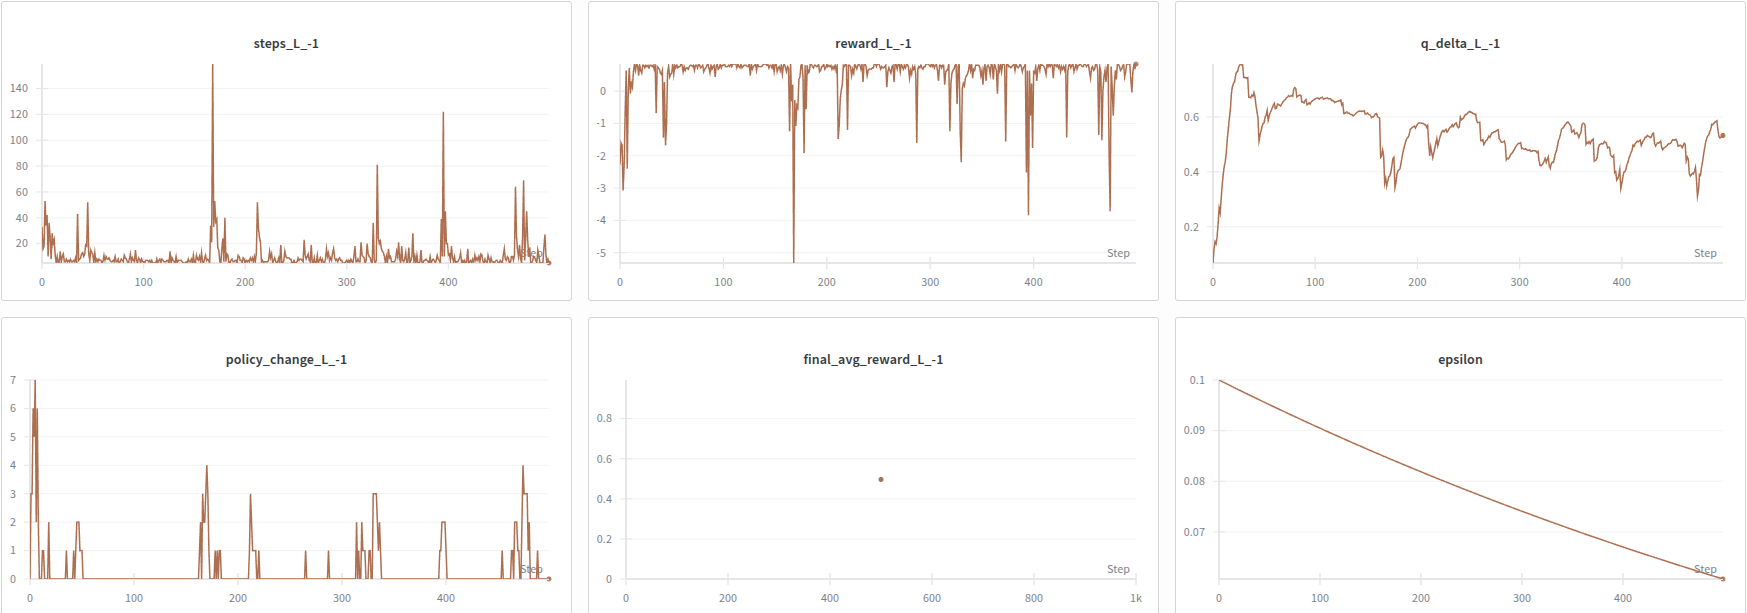 steps_L_-1
140
120
100
80
60
40
20
Step
0 100 200 300 400
reward_L_-1
0
-1
-2
-3
-4
-5
Step
0 100 200 300 400
q_delta_L_-1
0.6
0.4
0.2
Step
0 100 200 300 400
policy_change_L_-1
7
6
5
4
3
2
1
0
Step
0 100 200 300 400
final_avg_reward_L_-1
0.8
0.6
0.4
0.2
0
Step
0 200 400 600 800 1k
epsilon
0.1
0.09
0.08
0.07
Step
0 100 200 300 400